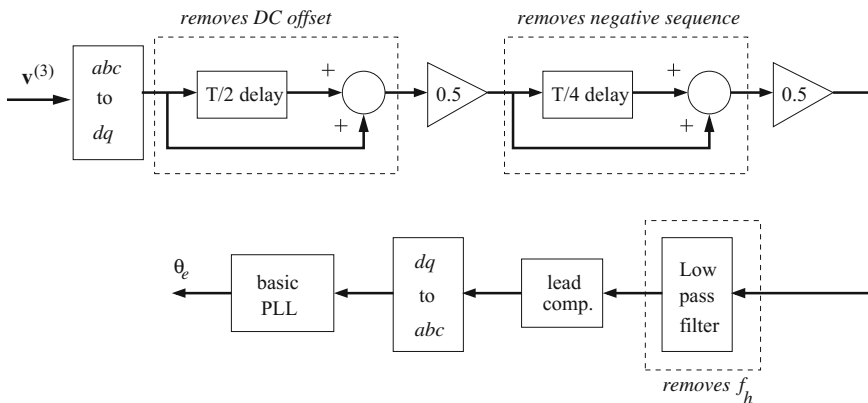 removes DC offset
removes negative sequence
v(3)
abc
to
dq
T/2 delay
+
+
0.5
T/4 delay
+
+
0.5
θe
basic
PLL
dq
to
abc
lead
comp.
Low
pass
filter
removes fh